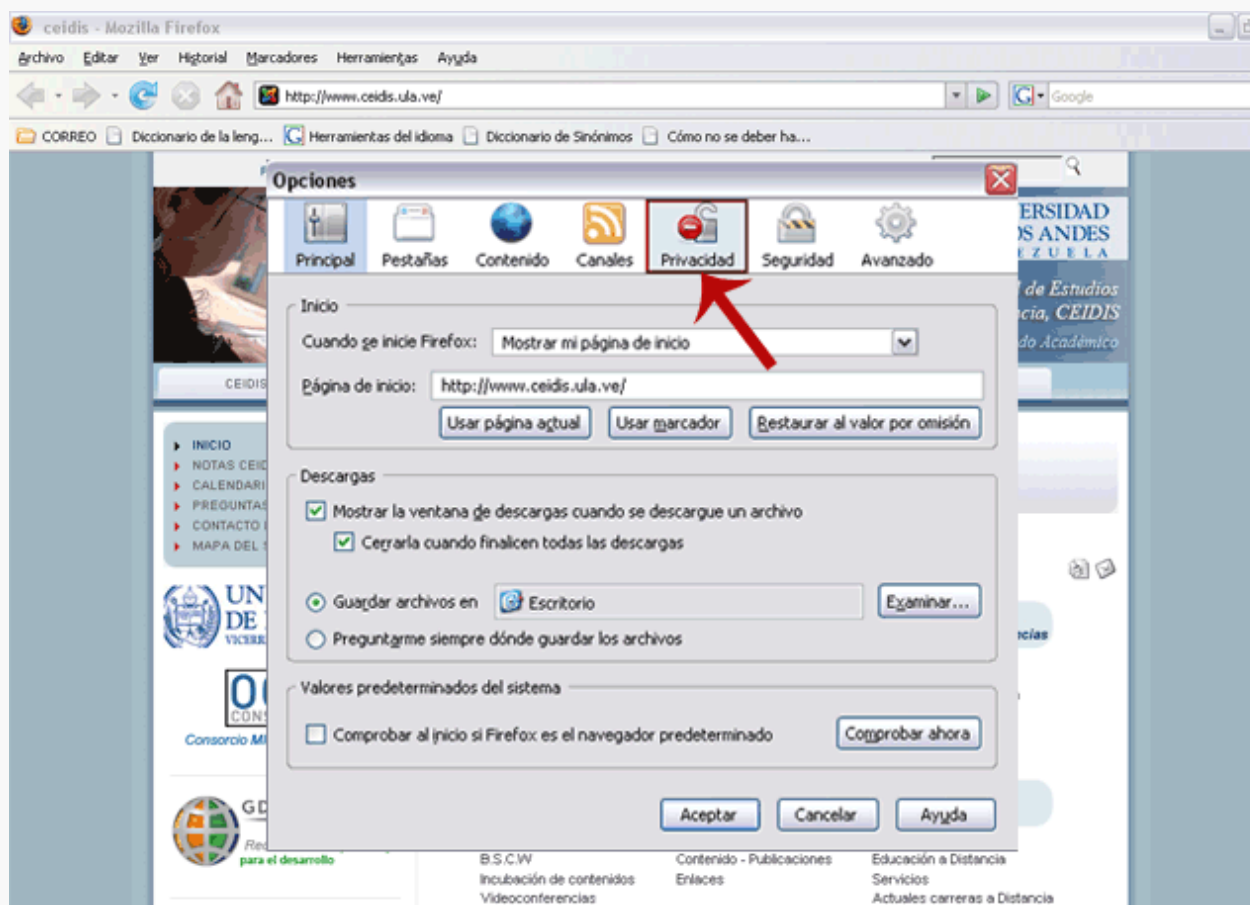 ceidis - Mozilla Firefox
Archivo Editar Ver Historial Marcadores Herramientas Ayuda
http://www.ceidis.ula.ve/
Google
CORREO Diccionario de la leng... Herramientas del idioma Diccionario de Sinónimos Cómo no se deber ha...
Opciones
ERSIDAD
OS ANDES
EZUELA
Principal Pestañas Contenido Canales Privacidad Seguridad Avanzado
de Estudios
cia, CEIDIS
do Académico
Inicio
Cuando se inicie Firefox: Mostrar mi página de inicio
CEIDIS
Página de inicio: http://www.ceidis.ula.ve/
Usar página actual Usar marcador Restaurar al valor por omisión
INICIO
NOTAS CEID
CALENDARI
PREGUNTAS
CONTACTO
MAPA DEL S
Descargas
Mostrar la ventana de descargas cuando se descargue un archivo
Cerrarla cuando finalicen todas las descargas
Guardar archivos en Escritorio Examinar...
Preguntarme siempre dónde guardar los archivos
UN
DE
VICERR
ncias
Valores predeterminados del sistema
Comprobar al inicio si Firefox es el navegador predeterminado Comprobar ahora
CONS
Consorcio MI
Aceptar Cancelar Ayuda
GD
Red
para el desarrollo
B.S.C.W Contenido - Publicaciones Educación a Distancia
Incubación de contenidos Enlaces Servicios
Videoconferencias Actuales carreras a Distancia